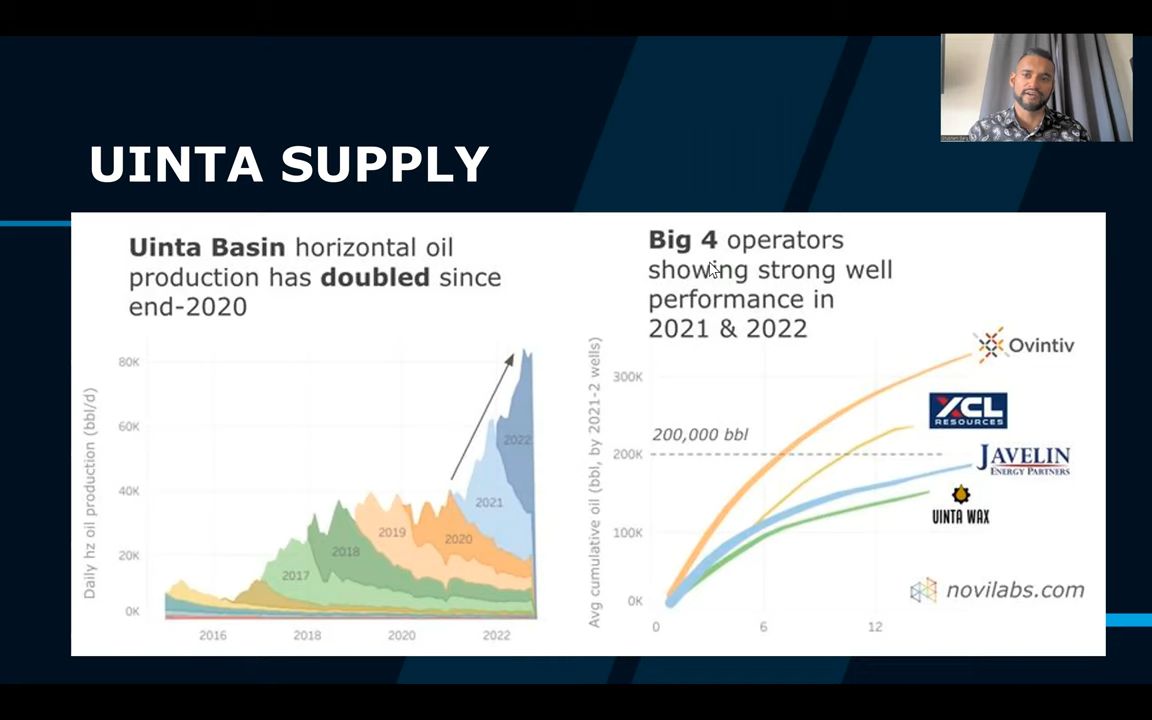 UINTA SUPPLY
Uinta Basin horizontal oil
production has doubled since
end-2020
Daily hz oil production (bbl/d)
80K
60K
40K
20K
0K
2016
2018
2020
2022
2017
2018
2019
2020
2021
2022
Big 4 operators
showing strong well
performance in
2021 & 2022
Avg cumulative oil (bbl, by 2021-2 wells)
300K
200K
100K
0K
0
6
12
200,000 bbl
Ovintiv
XCL
RESOURCES
JAVELIN
ENERGY PARTNERS
UINTA WAX
novilabs.com